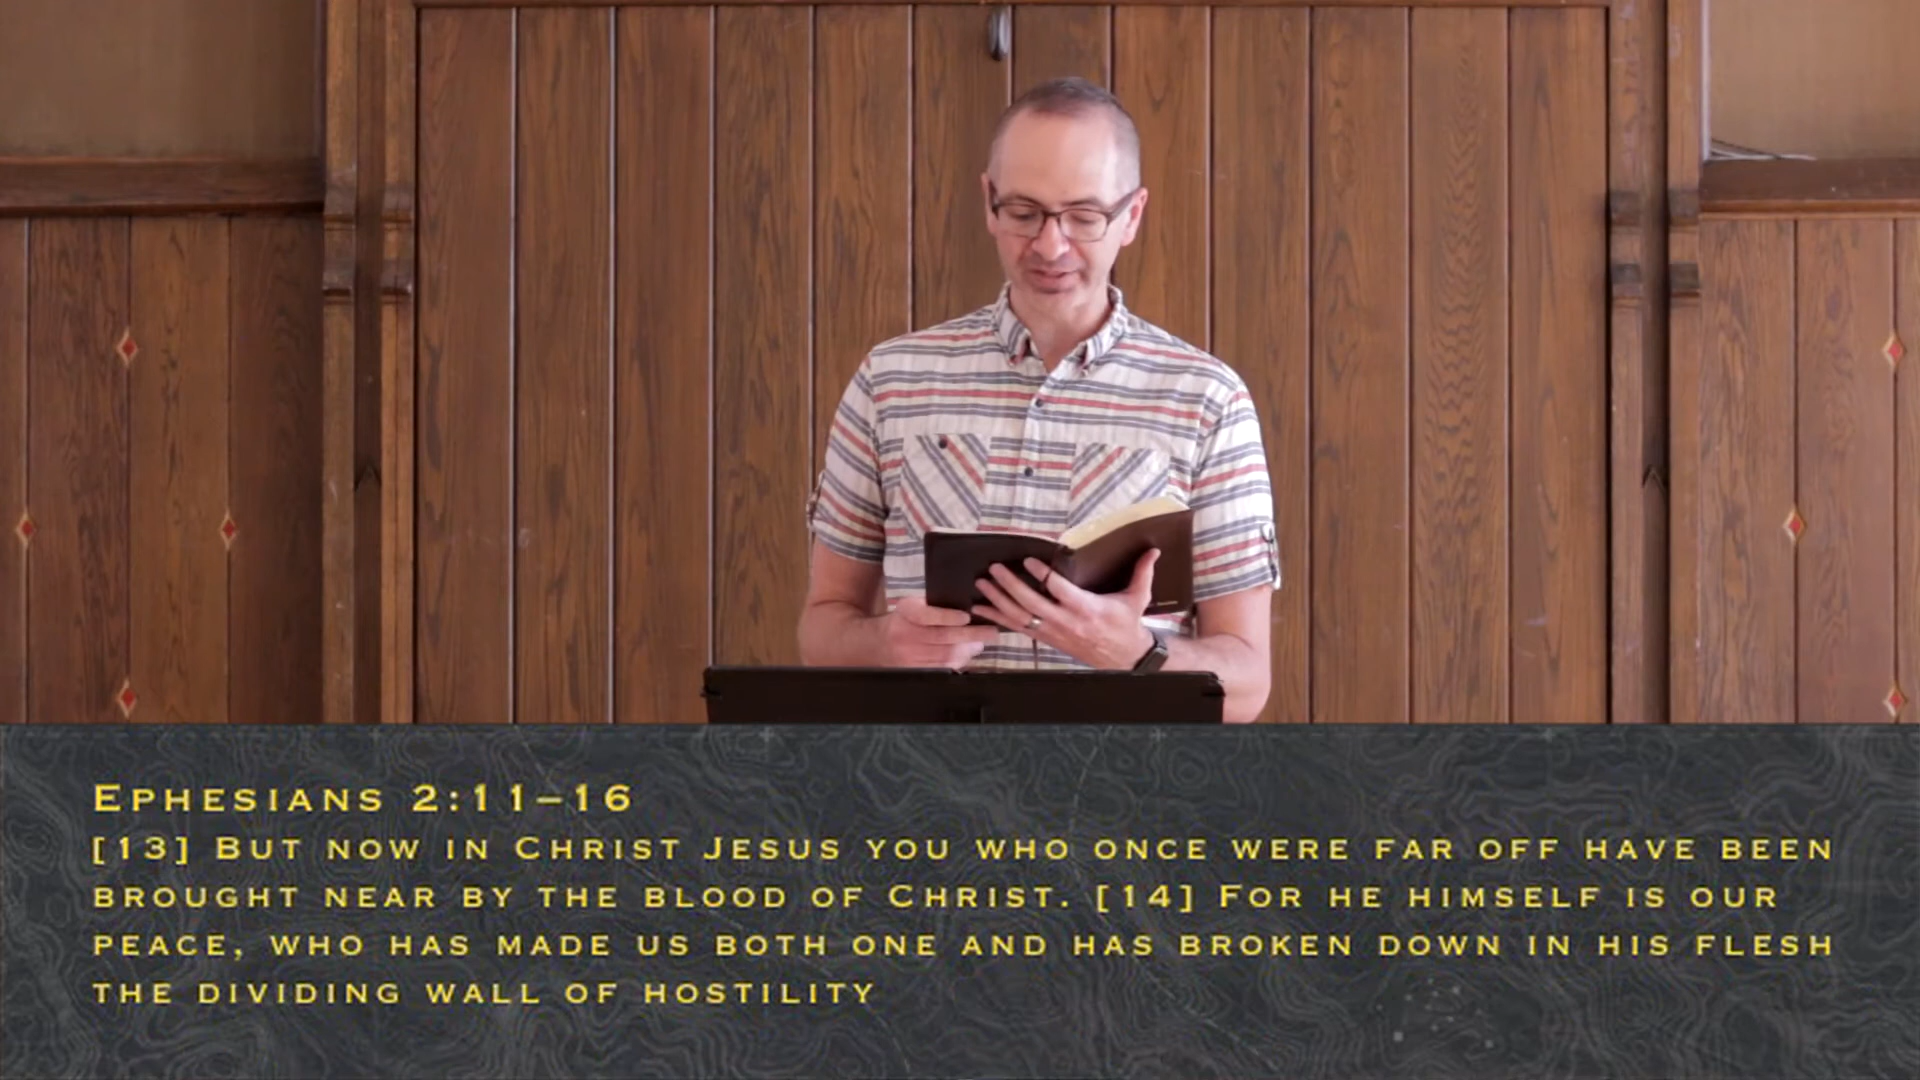 Ephesians 2:11–16
[13] But now in Christ Jesus you who once were far off have been
brought near by the blood of Christ. [14] For he himself is our
peace, who has made us both one and has broken down in his flesh
the dividing wall of hostility